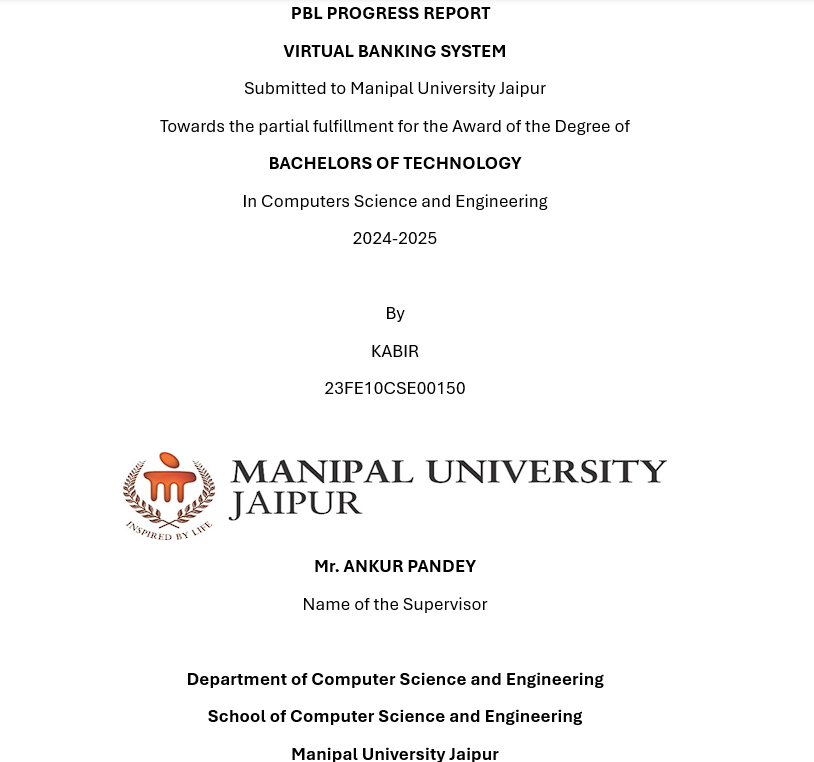 PBL PROGRESS REPORT
VIRTUAL BANKING SYSTEM
Submitted to Manipal University Jaipur
Towards the partial fulfillment for the Award of the Degree of
BACHELORS OF TECHNOLOGY
In Computers Science and Engineering
2024-2025
By
KABIR
23FE10CSE00150
MANIPAL UNIVERSITY
JAIPUR
INSPIRED BY LIFE
Mr. ANKUR PANDEY
Name of the Supervisor
Department of Computer Science and Engineering
School of Computer Science and Engineering
Manipal University Jaipur